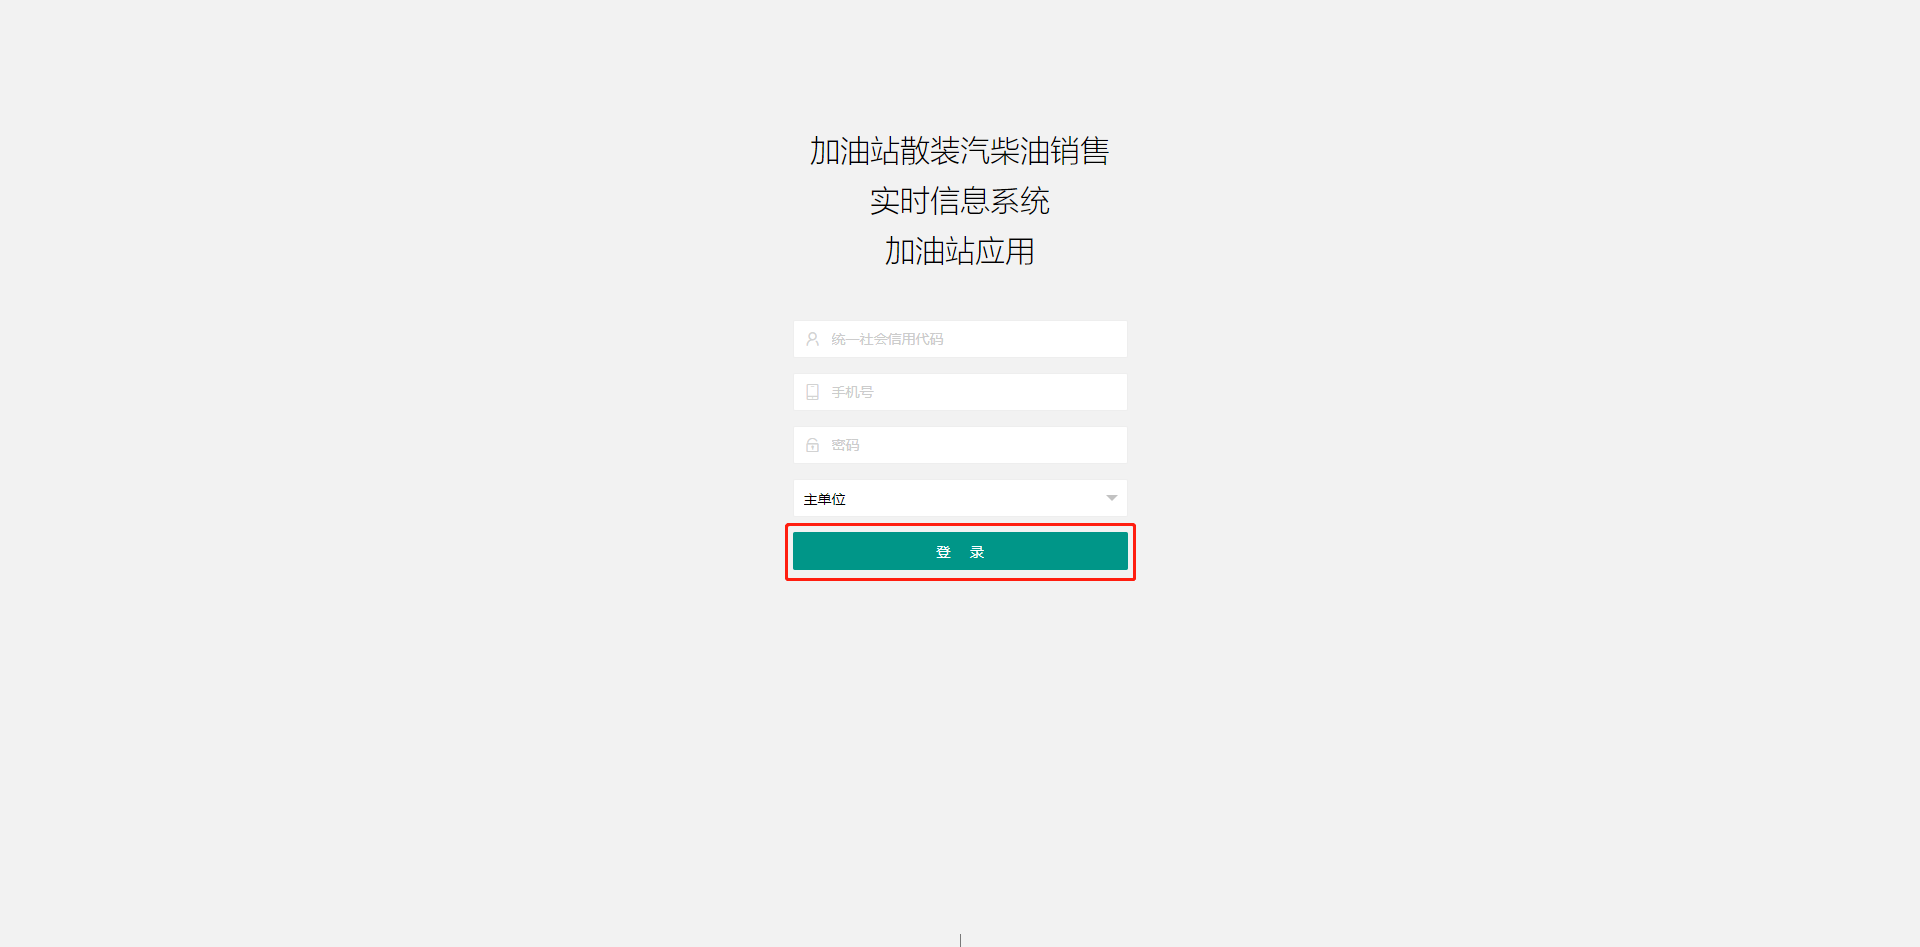 加油站散装汽柴油销售
实时信息系统
加油站应用
统一社会信用代码
手机号
密码
主单位
登 录